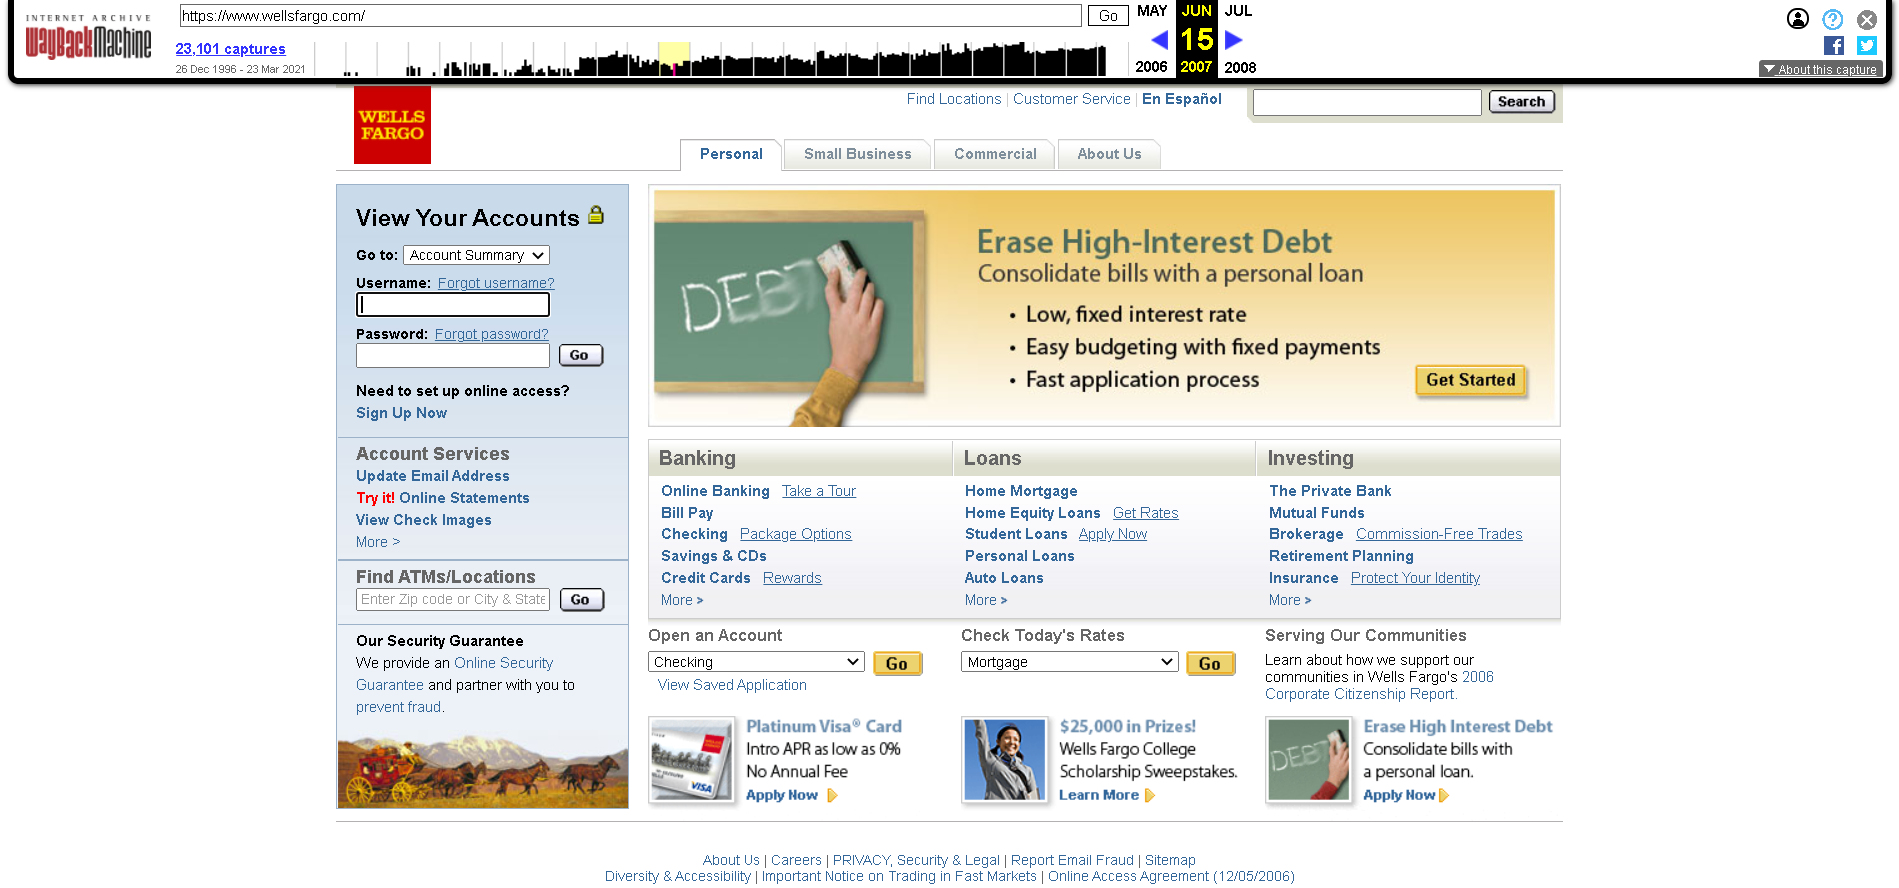 INTERNET ARCHIVE
WayBackMachine
https://www.wellsfargo.com/
Go
23,101 captures
26 Dec 1996 - 23 Mar 2021
MAY JUN JUL
15
2006 2007 2008
About this capture
WELLS
FARGO
Find Locations | Customer Service | En Español
Search
Personal
Small Business
Commercial
About Us
View Your Accounts
Go to: Account Summary
Username: Forgot username?
Password: Forgot password?
Go
Need to set up online access?
Sign Up Now
Account Services
Update Email Address
Try it! Online Statements
View Check Images
More >
Find ATMs/Locations
Enter Zip code or City & State
Go
Our Security Guarantee
We provide an Online Security
Guarantee and partner with you to
prevent fraud.
DEBT
Erase High-Interest Debt
Consolidate bills with a personal loan
• Low, fixed interest rate
• Easy budgeting with fixed payments
• Fast application process
Get Started
Banking
Online Banking Take a Tour
Bill Pay
Checking Package Options
Savings & CDs
Credit Cards Rewards
More >
Loans
Home Mortgage
Home Equity Loans Get Rates
Student Loans Apply Now
Personal Loans
Auto Loans
More >
Investing
The Private Bank
Mutual Funds
Brokerage Commission-Free Trades
Retirement Planning
Insurance Protect Your Identity
More >
Open an Account
Checking
Go
View Saved Application
Check Today's Rates
Mortgage
Go
Serving Our Communities
Learn about how we support our
communities in Wells Fargo's 2006
Corporate Citizenship Report.
VISA
Platinum Visa® Card
Intro APR as low as 0%
No Annual Fee
Apply Now
$25,000 in Prizes!
Wells Fargo College
Scholarship Sweepstakes.
Learn More
DEBT
Erase High Interest Debt
Consolidate bills with
a personal loan.
Apply Now
About Us | Careers | PRIVACY, Security & Legal | Report Email Fraud | Sitemap
Diversity & Accessibility | Important Notice on Trading in Fast Markets | Online Access Agreement (12/05/2006)